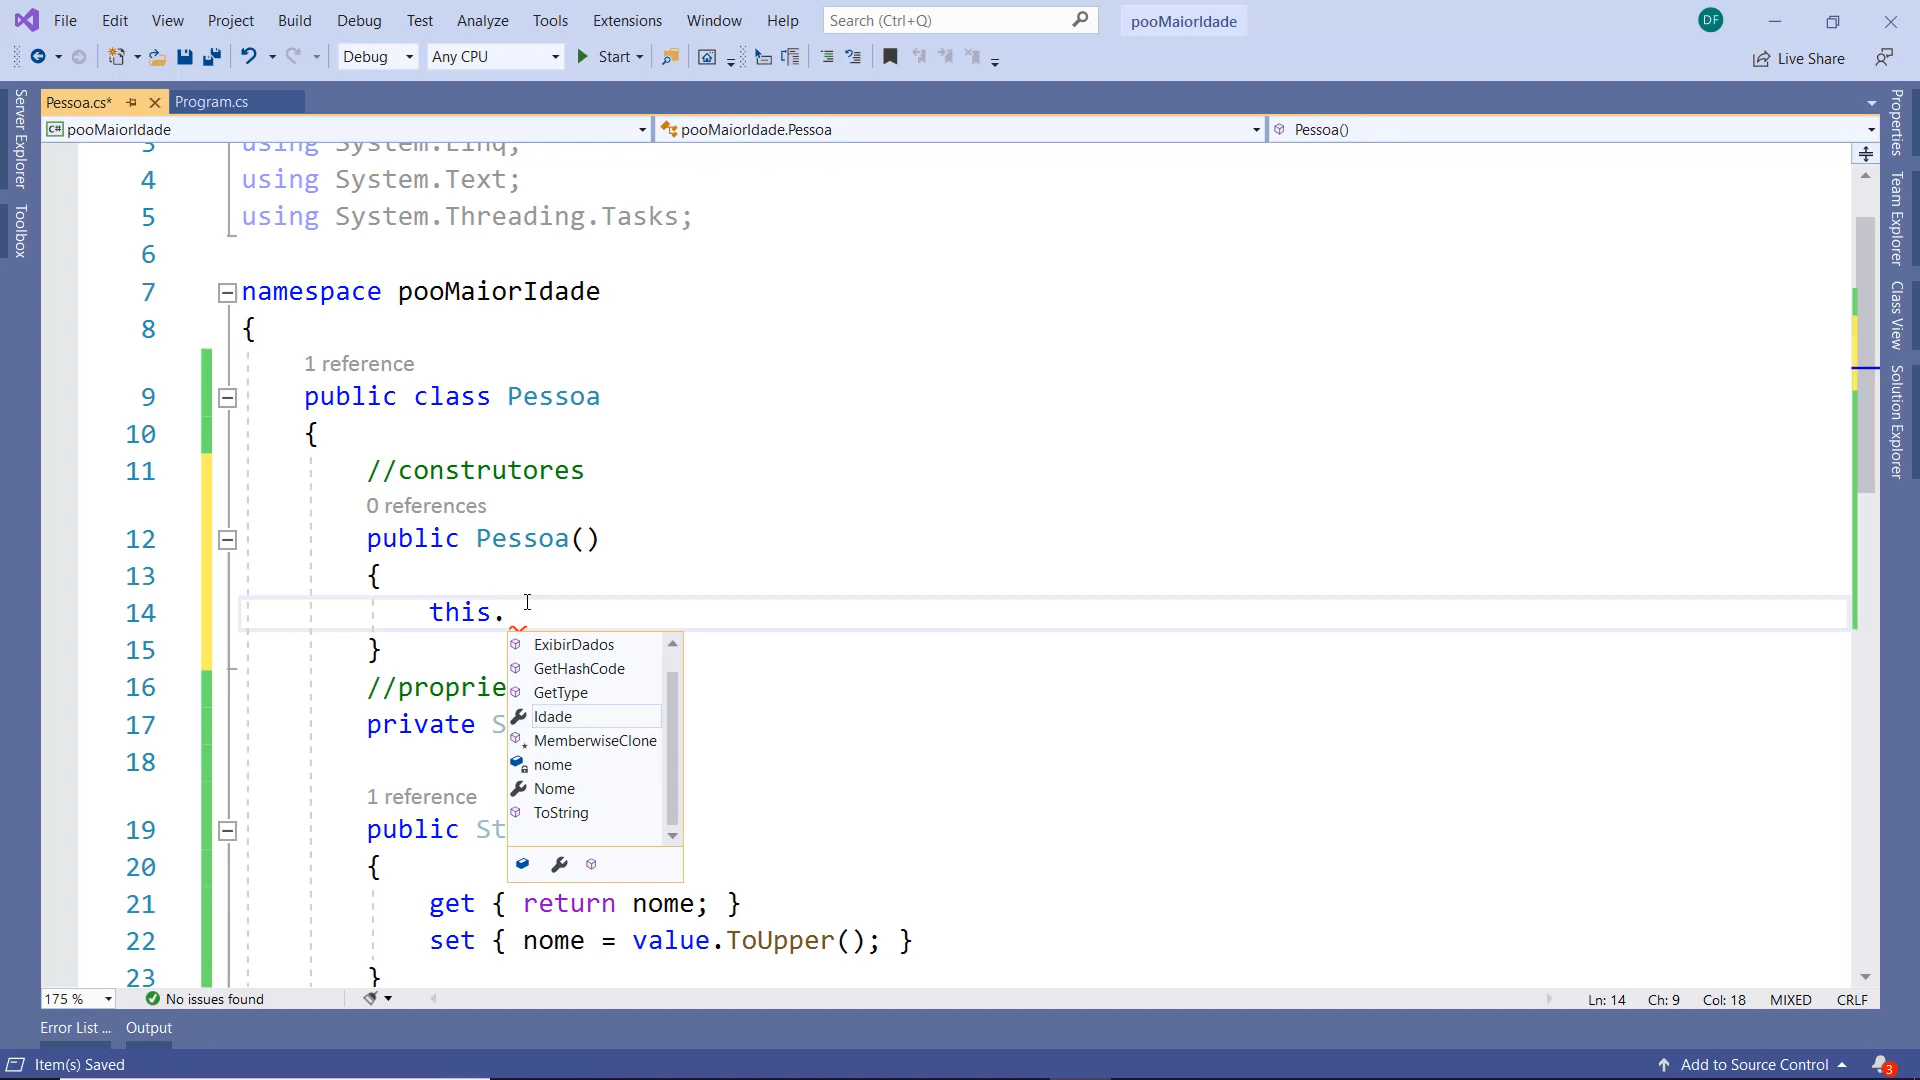 File Edit View Project Build Debug Test Analyze Tools Extensions Window Help Search (Ctrl+Q) pooMaiorIdade DF
Debug Any CPU Start Live Share
Server Explorer
Toolbox
Pessoa.cs* Program.cs
C# pooMaiorIdade pooMaiorIdade.Pessoa Pessoa()
3 using System.Linq;
4 using System.Text;
5 using System.Threading.Tasks;
6
7 namespace pooMaiorIdade
8 {
1 reference
9 public class Pessoa
10 {
11 //construtores
0 references
12 public Pessoa()
13 {
14 this.
15 }
16 //proprie
17 private S
18
1 reference
19 public St
20 {
21 get { return nome; }
22 set { nome = value.ToUpper(); }
23 }
ExibirDados
GetHashCode
GetType
Idade
MemberwiseClone
nome
Nome
ToString
Properties
Team Explorer
Class View
Solution Explorer
175 % No issues found Ln: 14 Ch: 9 Col: 18 MIXED CRLF
Error List ... Output
Item(s) Saved Add to Source Control 3